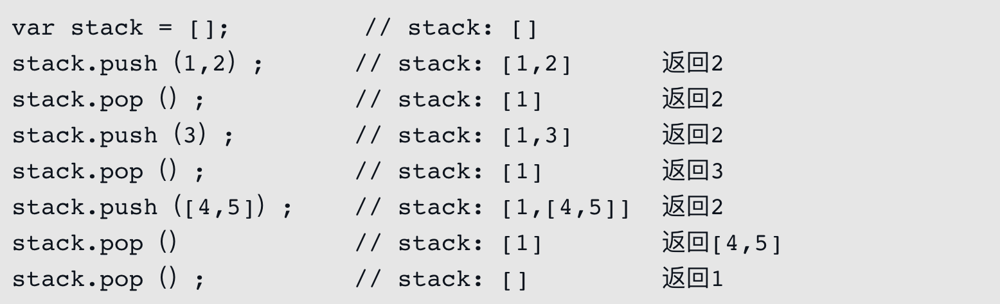 var stack = [];          // stack: []
stack.push (1,2) ;       // stack: [1,2]       返回2
stack.pop () ;           // stack: [1]         返回2
stack.push (3) ;         // stack: [1,3]       返回2
stack.pop () ;           // stack: [1]         返回3
stack.push ([4,5]) ;     // stack: [1,[4,5]]   返回2
stack.pop ()             // stack: [1]         返回[4,5]
stack.pop () ;           // stack: []          返回1